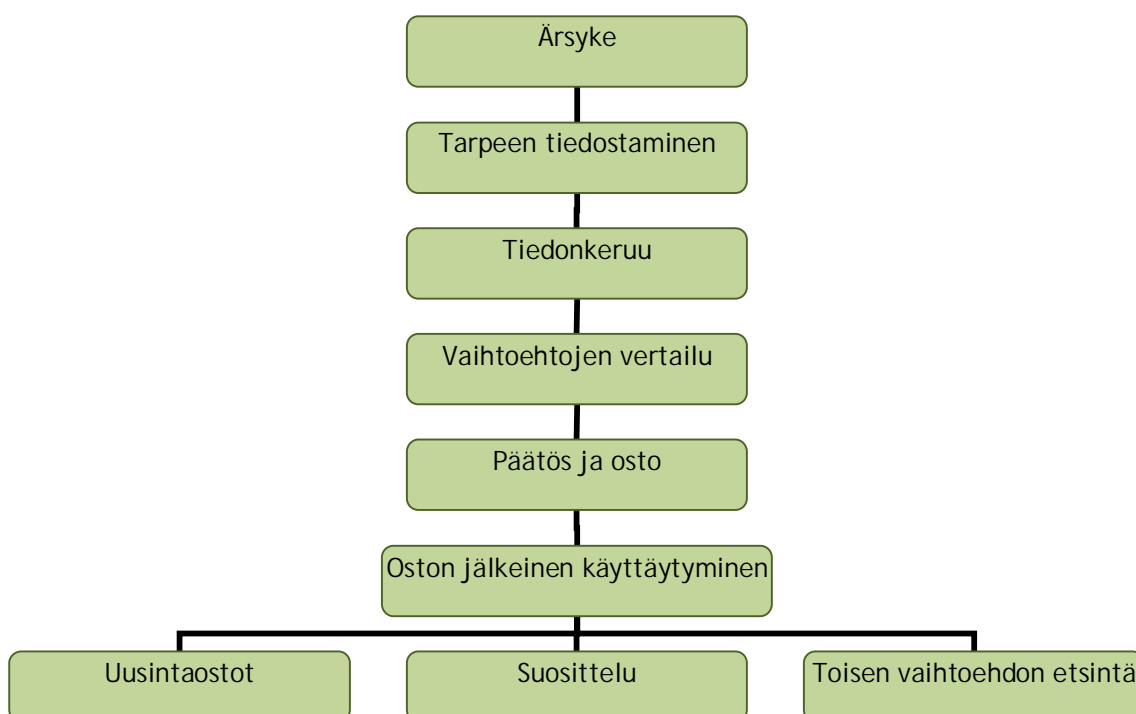 Ärsyke
Tarpeen tiedostaminen
Tiedonkeruu
Vaihtoehtojen vertailu
Päätös ja osto
Oston jälkeinen käyttäytyminen
Uusintaostot
Suosittelu
Toisen vaihtoehdon etsintä